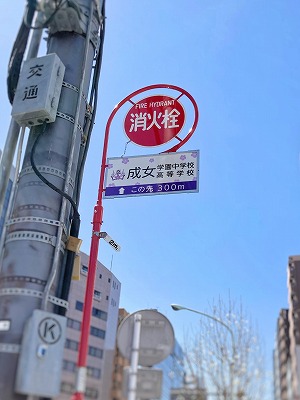 交通
FIRE HYDRANT
消火栓
成女 学園中学校
高等学校
この先 300m
K